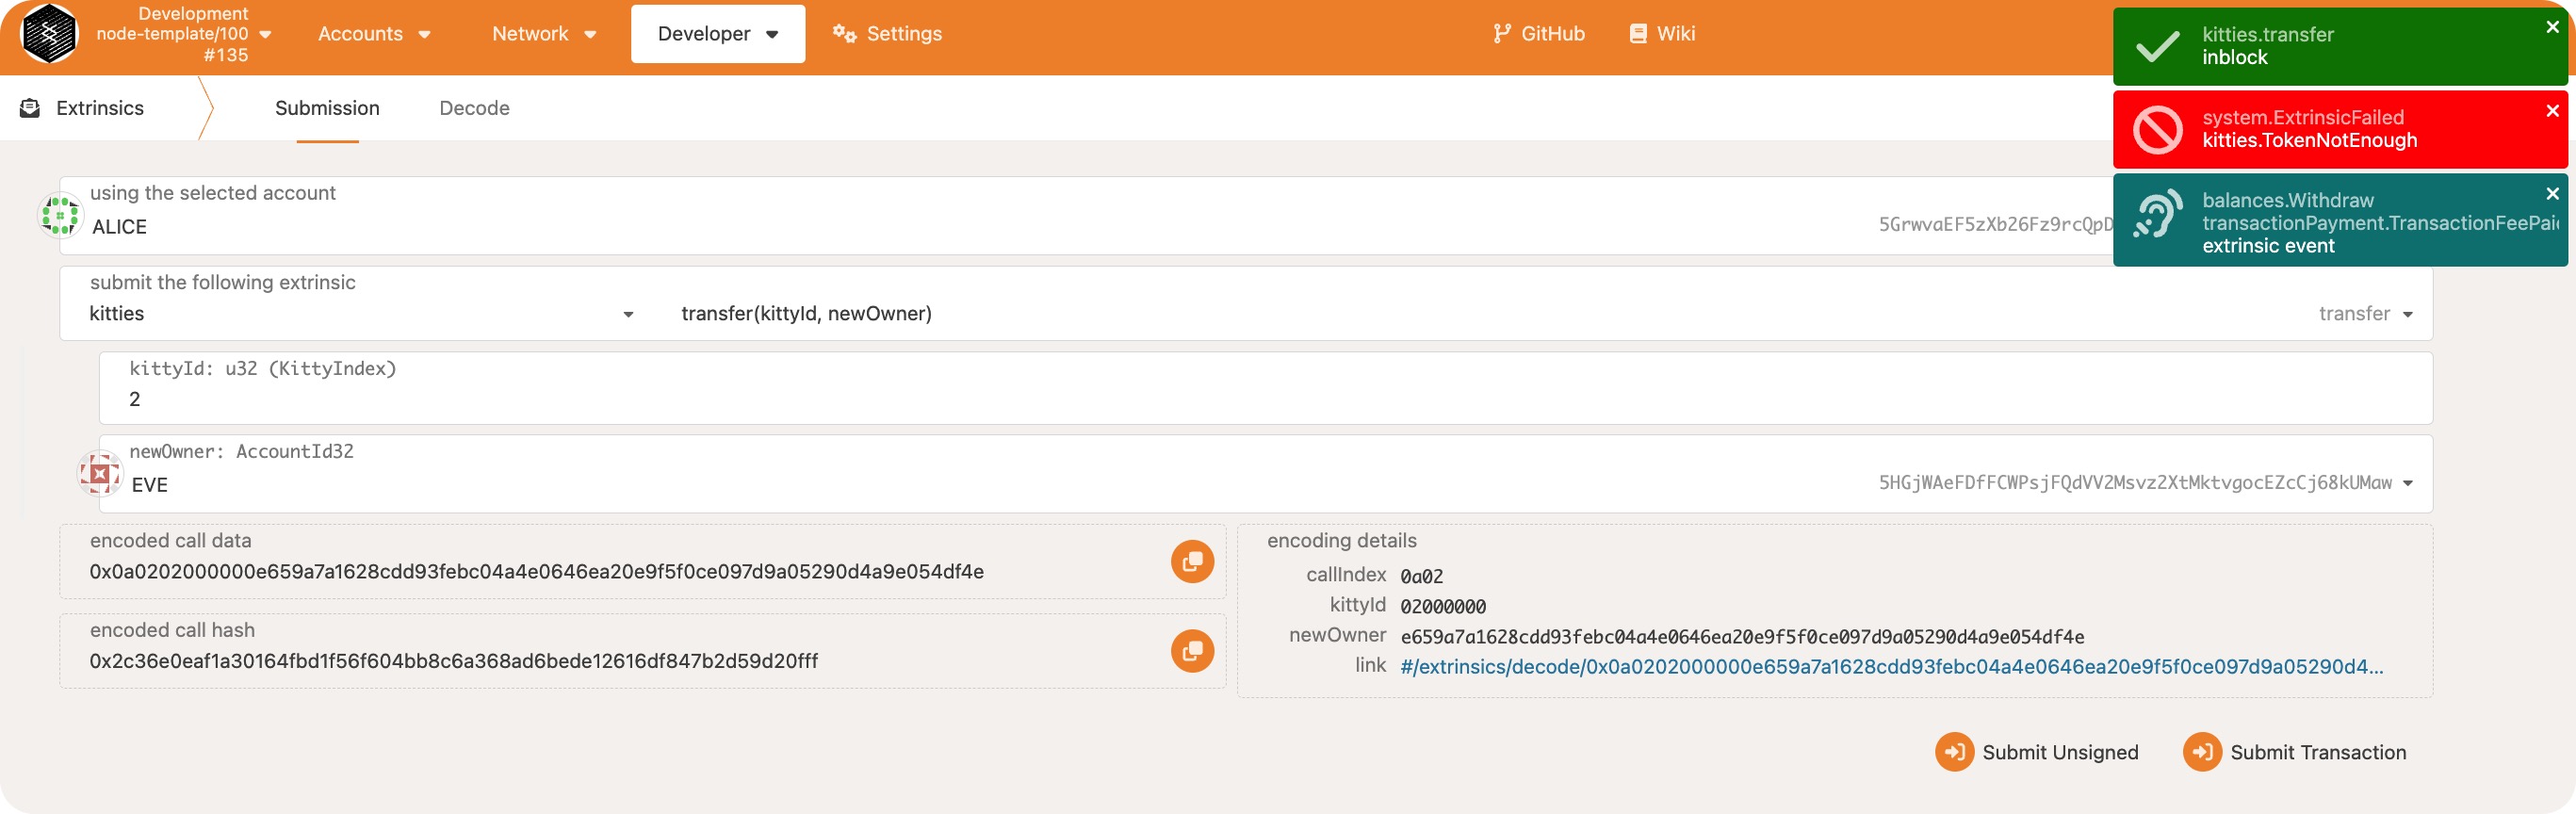 Development
node-template/100
#135
Accounts
Network
Developer
Settings
GitHub
Wiki
kitties.transfer
inblock
system.ExtrinsicFailed
kitties.TokenNotEnough
balances.Withdraw
transactionPayment.TransactionFeePaid
extrinsic event
Extrinsics
Submission
Decode
using the selected account
ALICE
5GrwvaEF5zXb26Fz9rcQpD
submit the following extrinsic
kitties
transfer(kittyId, newOwner)
transfer
kittyId: u32 (KittyIndex)
2
newOwner: AccountId32
EVE
5HGjWAeFDfFCWPsjFQdVV2Msvz2XtMktvgocEZcCj68kUMaw
encoded call data
0x0a0202000000e659a7a1628cdd93febc04a4e0646ea20e9f5f0ce097d9a05290d4a9e054df4e
encoded call hash
0x2c36e0eaf1a30164fbd1f56f604bb8c6a368ad6bede12616df847b2d59d20fff
encoding details
callIndex 0a02
kittyId 02000000
newOwner e659a7a1628cdd93febc04a4e0646ea20e9f5f0ce097d9a05290d4a9e054df4e
link #/extrinsics/decode/0x0a0202000000e659a7a1628cdd93febc04a4e0646ea20e9f5f0ce097d9a05290d4...
Submit Unsigned
Submit Transaction